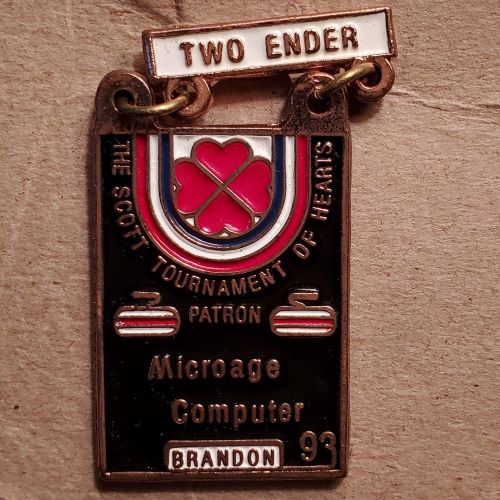 TWO ENDER
THE SCOTT TOURNAMENT OF HEARTS
PATRON
Microage
Computer
BRANDON 93